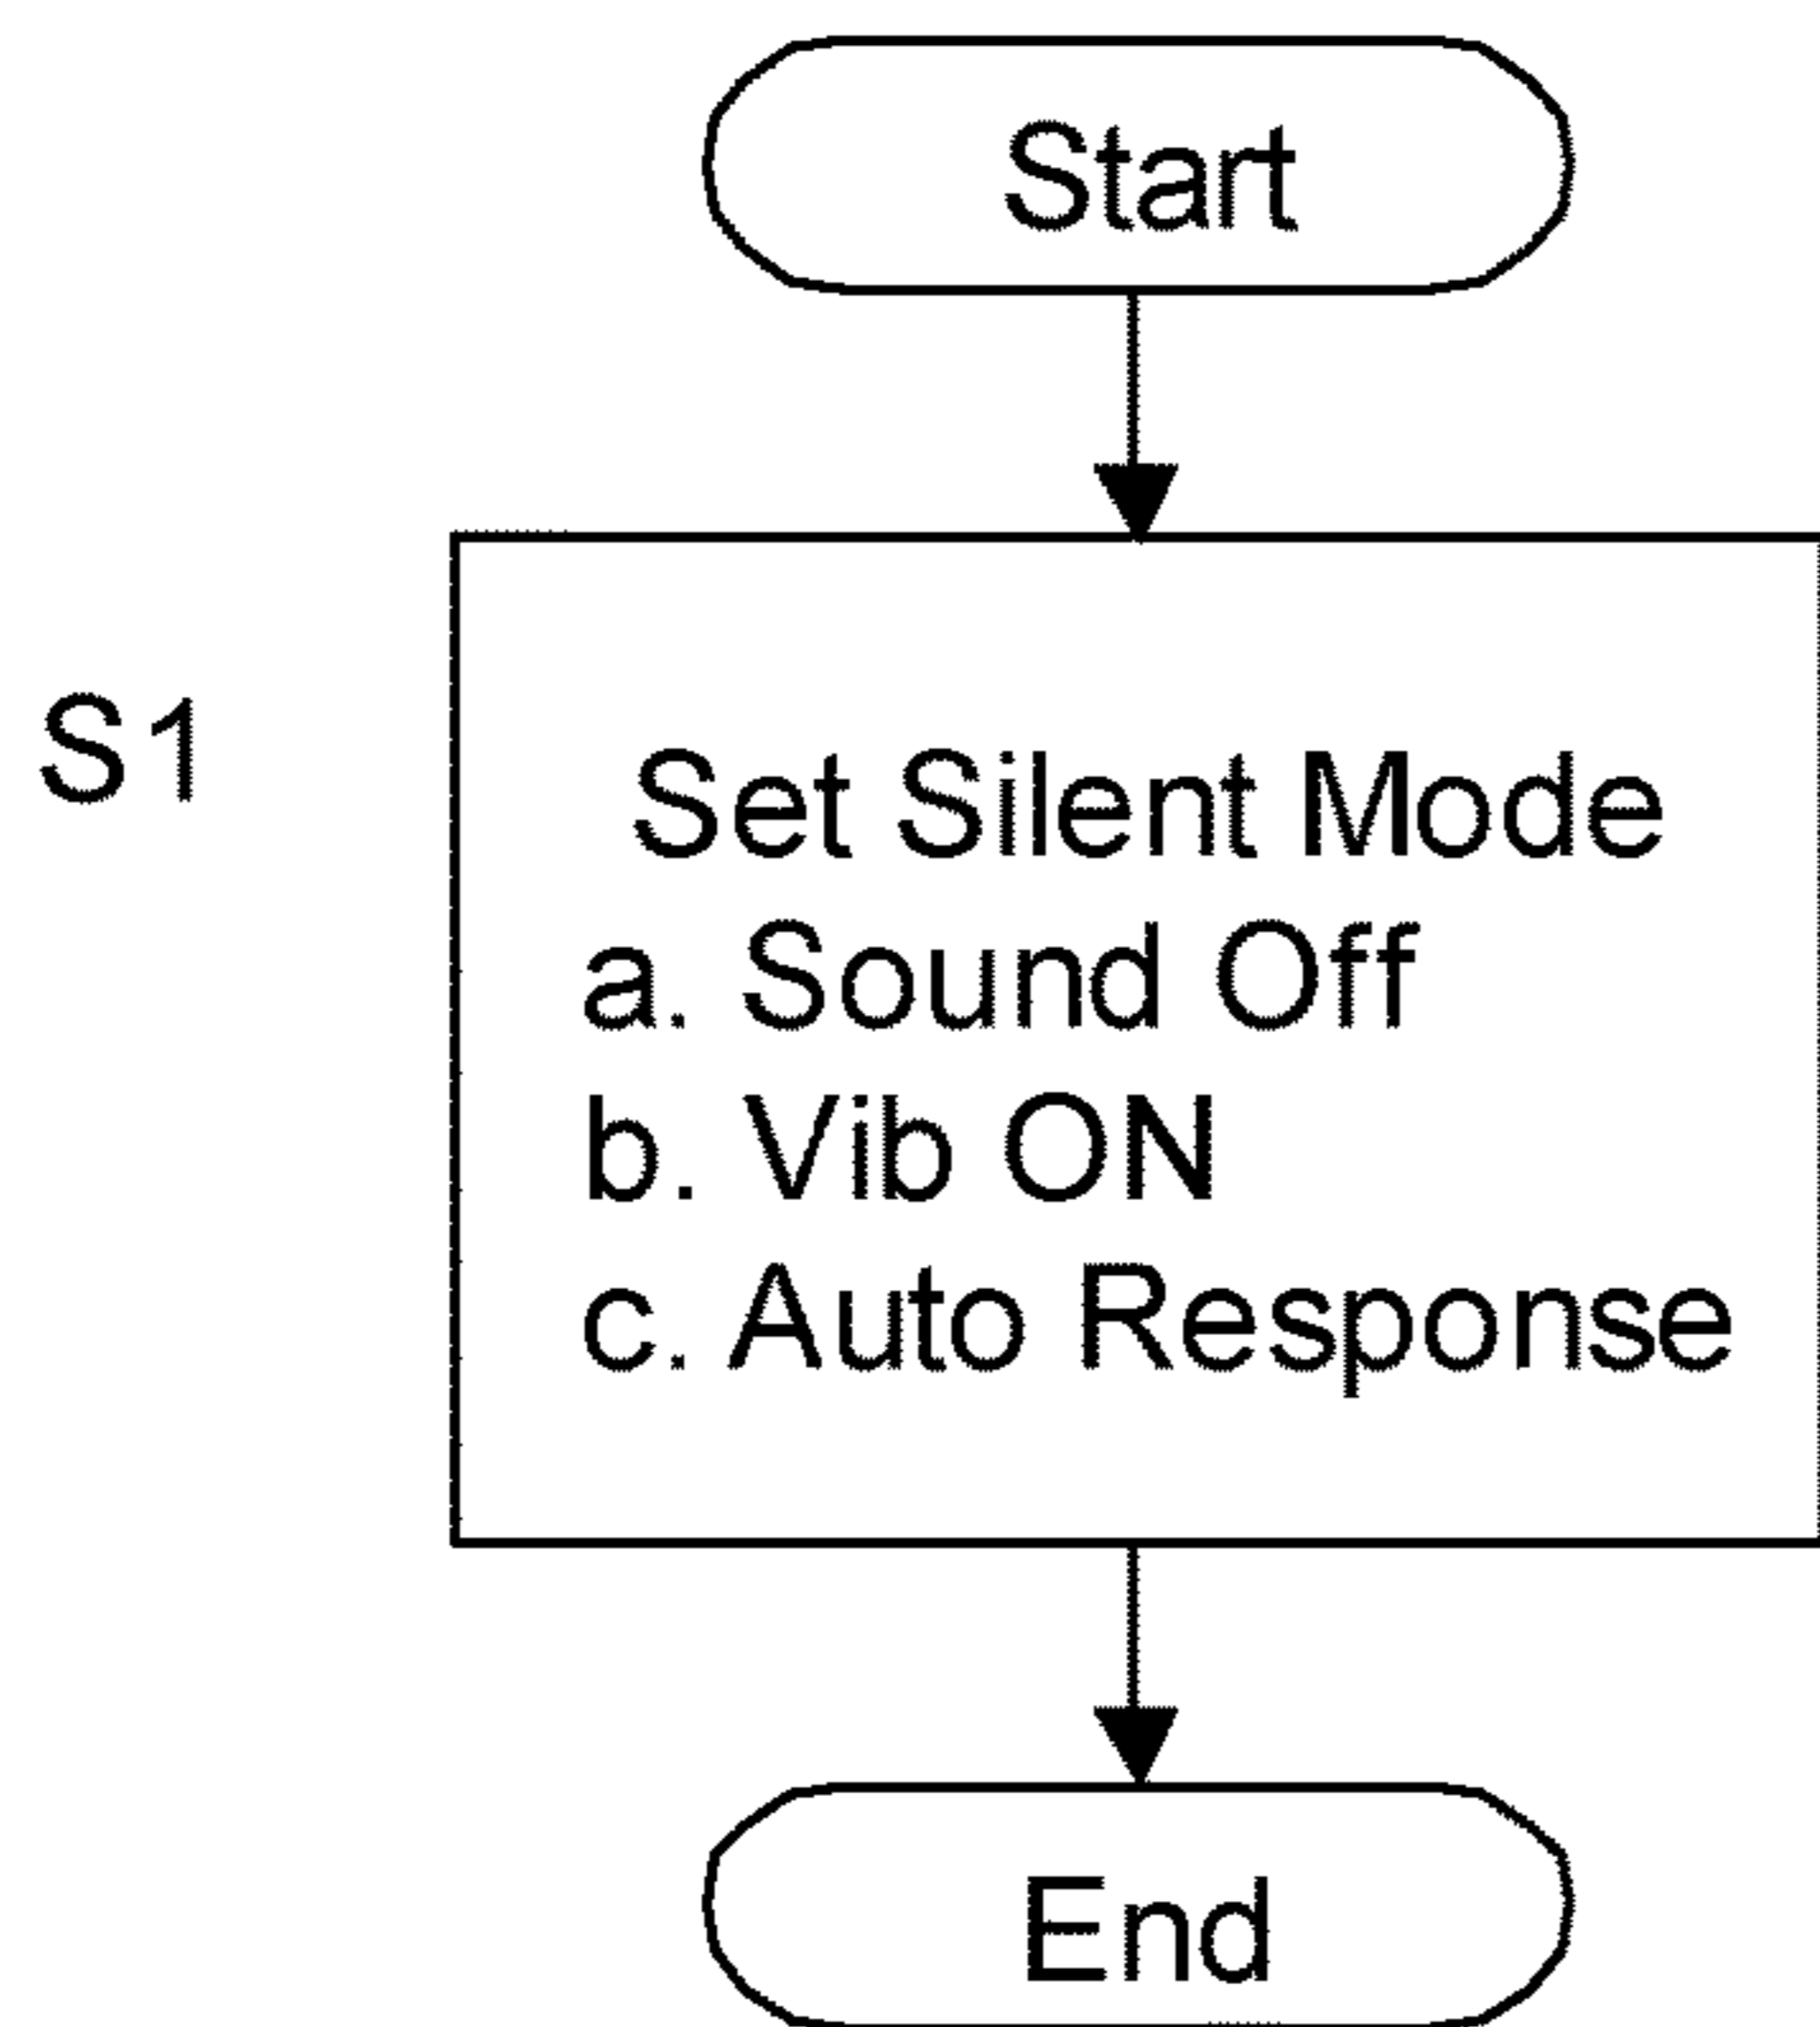 Start
S1
Set Silent Mode
a. Sound Off
b. Vib ON
c. Auto Response
End